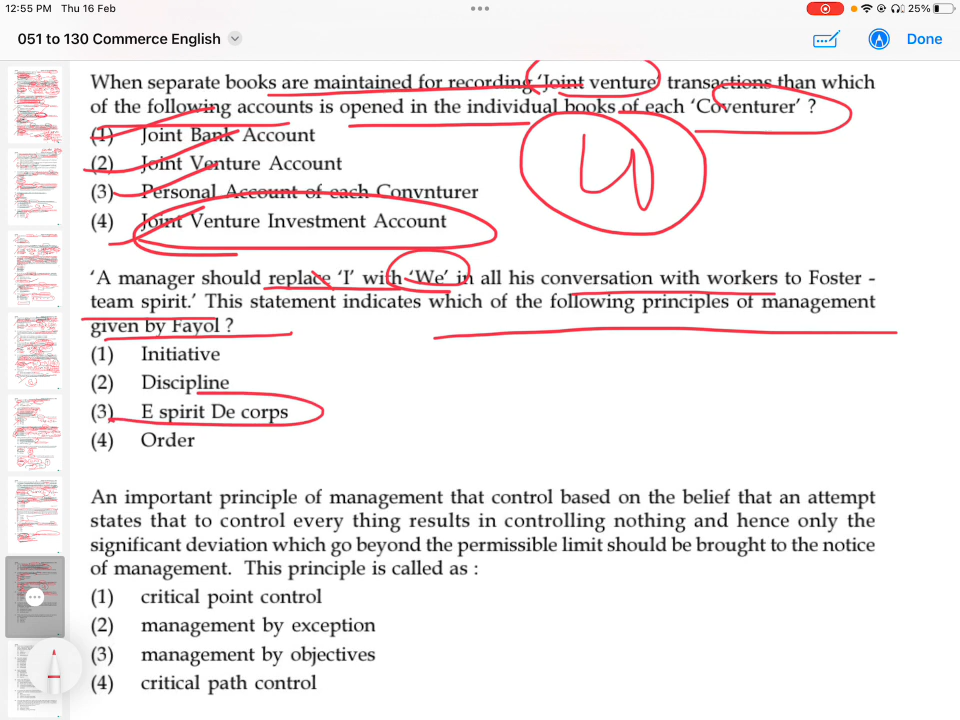 12:55 PM Thu 16 Feb
25%
051 to 130 Commerce English
Done
When separate books are maintained for recording 'Joint venture' transactions than which
of the following accounts is opened in the individual books of each 'Coventurer' ?
(1) Joint Bank Account
(2) Joint Venture Account
(3) Personal Account of each Convnturer
(4) Joint Venture Investment Account
4
'A manager should replace 'I' with 'We' in all his conversation with workers to Foster -
team spirit.' This statement indicates which of the following principles of management
given by Fayol ?
(1) Initiative
(2) Discipline
(3) E spirit De corps
(4) Order
An important principle of management that control based on the belief that an attempt
states that to control every thing results in controlling nothing and hence only the
significant deviation which go beyond the permissible limit should be brought to the notice
of management. This principle is called as :
(1) critical point control
(2) management by exception
(3) management by objectives
(4) critical path control